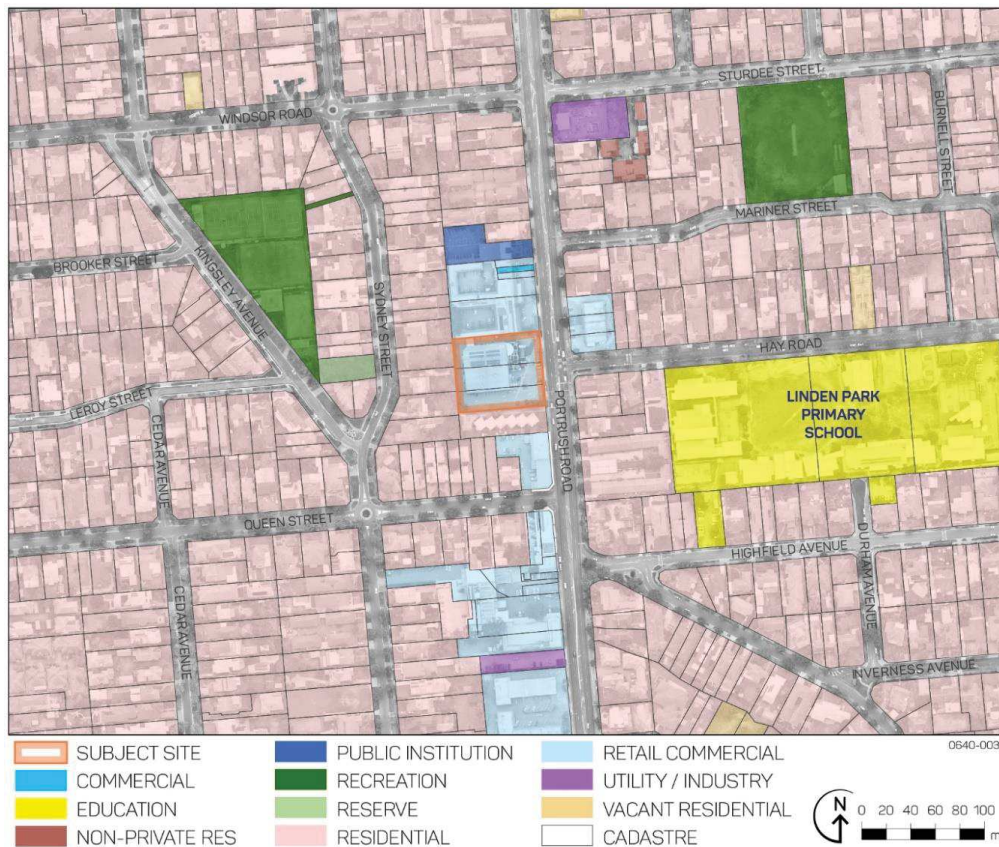 STURDEE STREET
WINDSOR ROAD
BURNELL STREET
MARINER STREET
BROOKER STREET
KINGSLEY AVENUE
SYDNEY STREET
HAY ROAD
LEROY STREET
CEDAR AVENUE
PORTRUSH ROAD
LINDEN PARK
PRIMARY
SCHOOL
QUEEN STREET
HIGHFIELD AVENUE
DURHAM AVENUE
CEDAR AVENUE
INVERNESS AVENUE
0640-003
SUBJECT SITE
COMMERCIAL
EDUCATION
NON-PRIVATE RES
PUBLIC INSTITUTION
RECREATION
RESERVE
RESIDENTIAL
RETAIL COMMERCIAL
UTILITY / INDUSTRY
VACANT RESIDENTIAL
CADASTRE
N
0 20 40 60 80 100
m